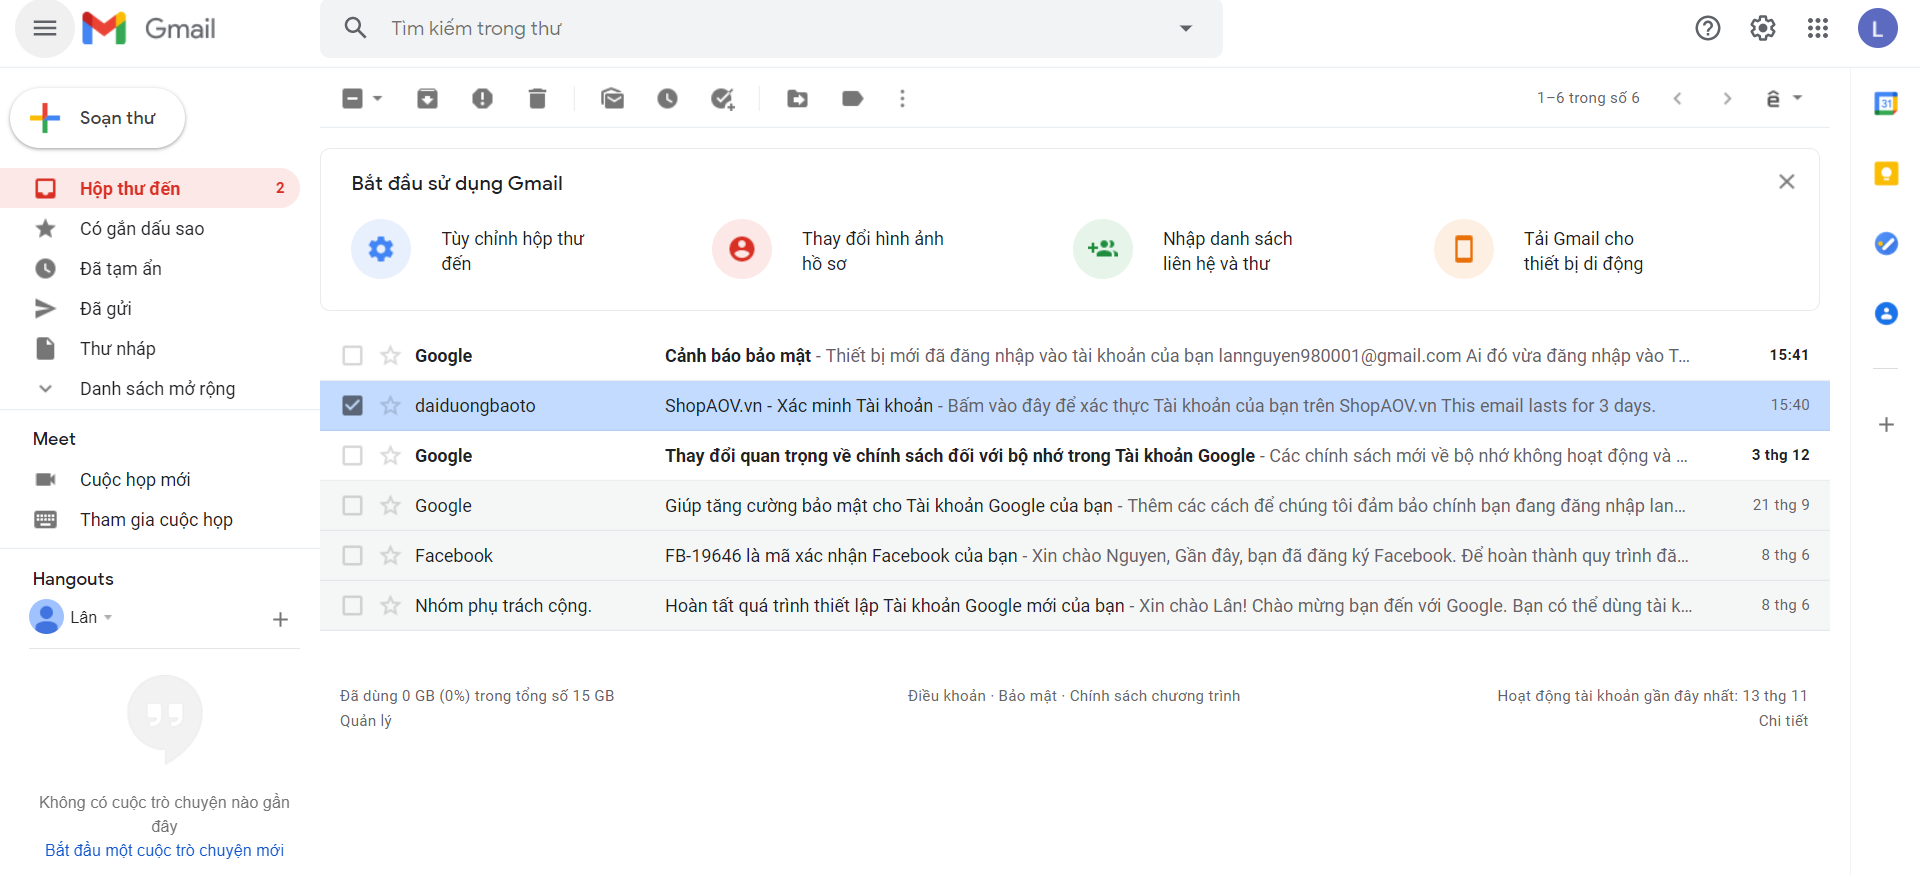 Gmail
Tìm kiếm trong thư
L
Soạn thư
1–6 trong số 6
ê
31
Hộp thư đến 2
Có gắn dấu sao
Đã tạm ẩn
Đã gửi
Thư nháp
Danh sách mở rộng
Meet
Cuộc họp mới
Tham gia cuộc họp
Hangouts
Lân
Không có cuộc trò chuyện nào gần
đây
Bắt đầu một cuộc trò chuyện mới
Bắt đầu sử dụng Gmail
Tùy chỉnh hộp thư
đến
Thay đổi hình ảnh
hồ sơ
Nhập danh sách
liên hệ và thư
Tải Gmail cho
thiết bị di động
Google Cảnh báo bảo mật - Thiết bị mới đã đăng nhập vào tài khoản của bạn lannguyen980001@gmail.com Ai đó vừa đăng nhập vào T... 15:41
daiduongbaoto ShopAOV.vn - Xác minh Tài khoản - Bấm vào đây để xác thực Tài khoản của bạn trên ShopAOV.vn This email lasts for 3 days. 15:40
Google Thay đổi quan trọng về chính sách đối với bộ nhớ trong Tài khoản Google - Các chính sách mới về bộ nhớ không hoạt động và ... 3 thg 12
Google Giúp tăng cường bảo mật cho Tài khoản Google của bạn - Thêm các cách để chúng tôi đảm bảo chính bạn đang đăng nhập lan... 21 thg 9
Facebook FB-19646 là mã xác nhận Facebook của bạn - Xin chào Nguyen, Gần đây, bạn đã đăng ký Facebook. Để hoàn thành quy trình đă... 8 thg 6
Nhóm phụ trách cộng. Hoàn tất quá trình thiết lập Tài khoản Google mới của bạn - Xin chào Lân! Chào mừng bạn đến với Google. Bạn có thể dùng tài k... 8 thg 6
Đã dùng 0 GB (0%) trong tổng số 15 GB
Quản lý
Điều khoản · Bảo mật · Chính sách chương trình
Hoạt động tài khoản gần đây nhất: 13 thg 11
Chi tiết